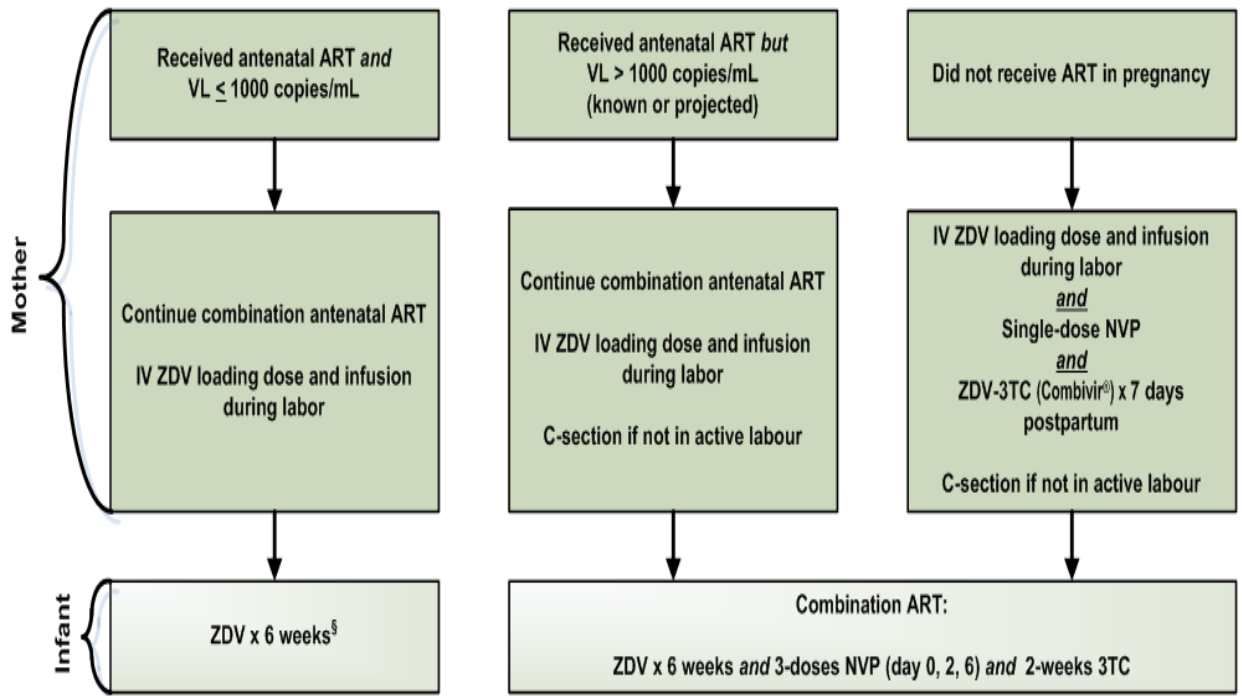 Mother
Received antenatal ART and
VL ≤ 1000 copies/mL
Received antenatal ART but
VL > 1000 copies/mL
(known or projected)
Did not receive ART in pregnancy
Continue combination antenatal ART
IV ZDV loading dose and infusion
during labor
Continue combination antenatal ART
IV ZDV loading dose and infusion
during labor
C-section if not in active labour
IV ZDV loading dose and infusion
during labor
and
Single-dose NVP
and
ZDV-3TC (Combivir®) x 7 days
postpartum
C-section if not in active labour
Infant
ZDV x 6 weeks§
Combination ART:
ZDV x 6 weeks and 3-doses NVP (day 0, 2, 6) and 2-weeks 3TC